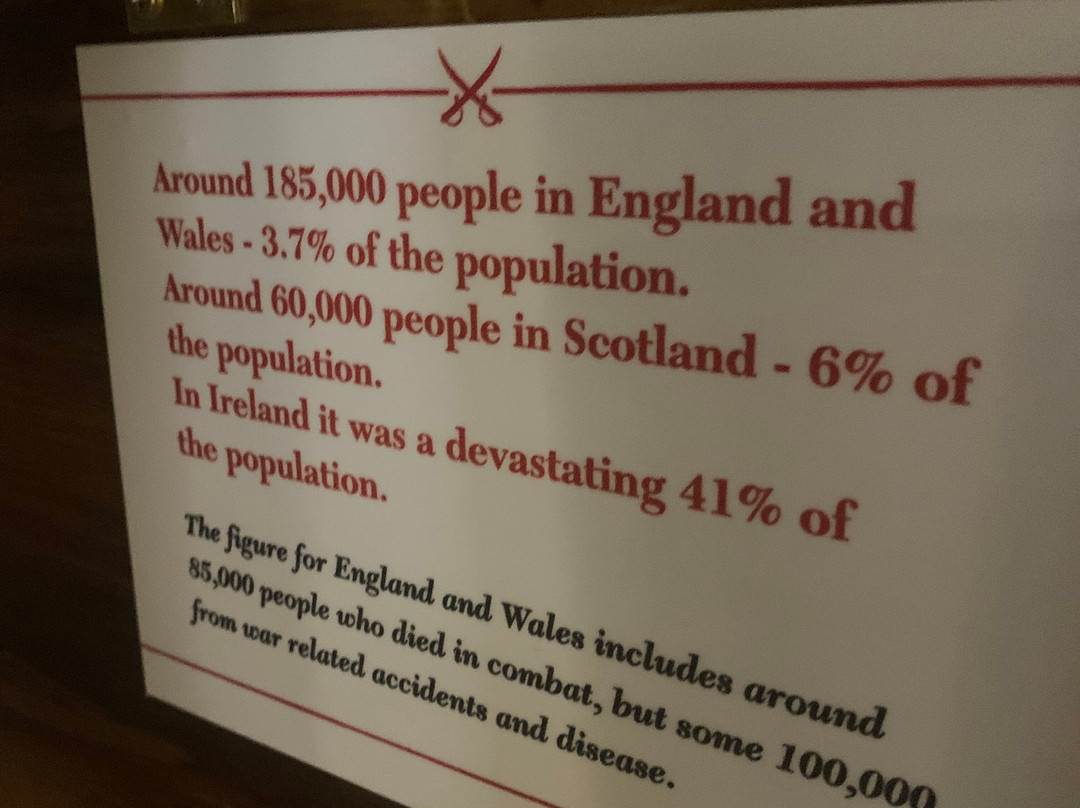 Around 185,000 people in England and
Wales - 3.7% of the population.
Around 60,000 people in Scotland - 6% of
the population.
In Ireland it was a devastating 41% of
the population.
The figure for England and Wales includes around
85,000 people who died in combat, but some 100,000
from war related accidents and disease.